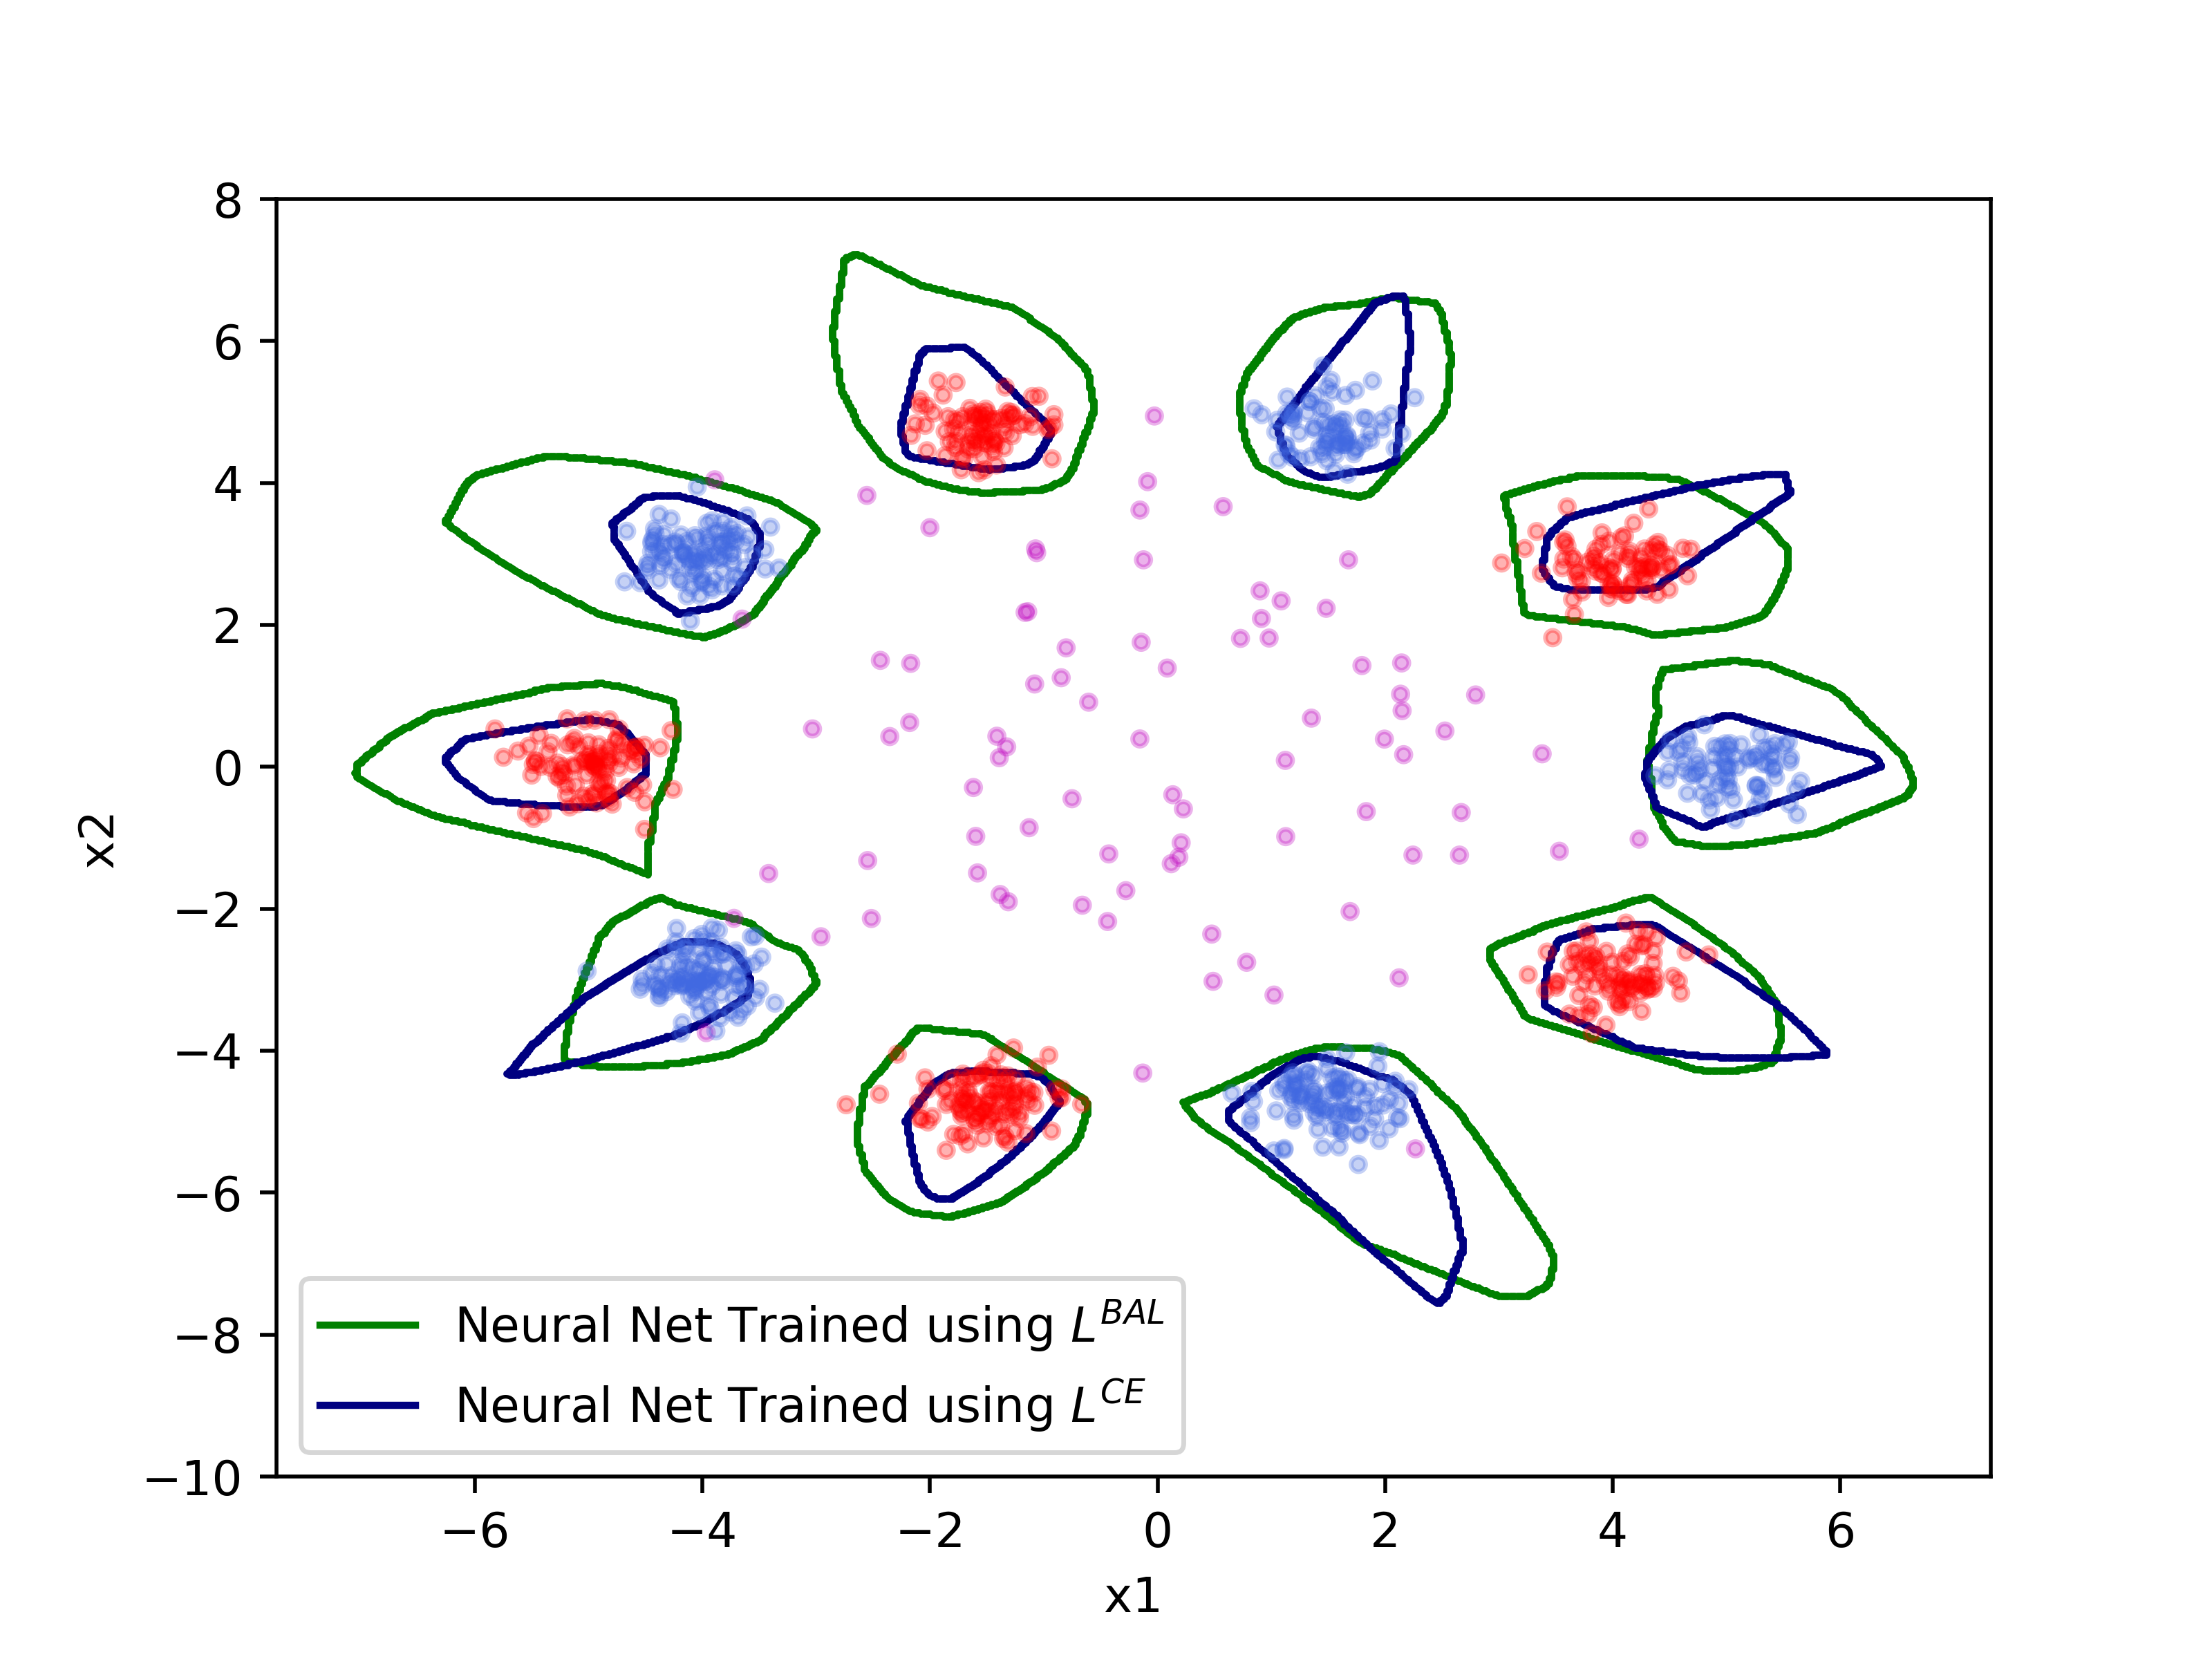 8
6
4
2
0
−2
−4
−6
−8
−10
x2
Neural Net Trained using L^BAL
Neural Net Trained using L^CE
−6 −4 −2 0 2 4 6
x1